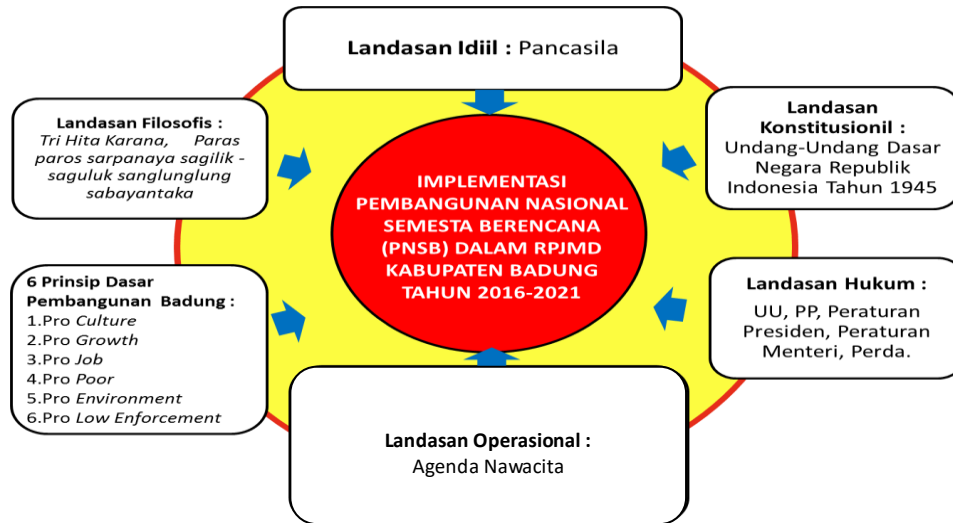 Landasan Idiil : Pancasila
Landasan Filosofis :
Tri Hita Karana, Paras
paros sarpanaya sagilik -
saguluk sanglunglung
sabayantaka
Landasan
Konstitusionil :
Undang-Undang Dasar
Negara Republik
Indonesia Tahun 1945
IMPLEMENTASI
PEMBANGUNAN NASIONAL
SEMESTA BERENCANA
(PNSB) DALAM RPJMD
KABUPATEN BADUNG
TAHUN 2016-2021
6 Prinsip Dasar
Pembangunan Badung :
1.Pro Culture
2.Pro Growth
3.Pro Job
4.Pro Poor
5.Pro Environment
6.Pro Low Enforcement
Landasan Hukum :
UU, PP, Peraturan
Presiden, Peraturan
Menteri, Perda.
Landasan Operasional :
Agenda Nawacita